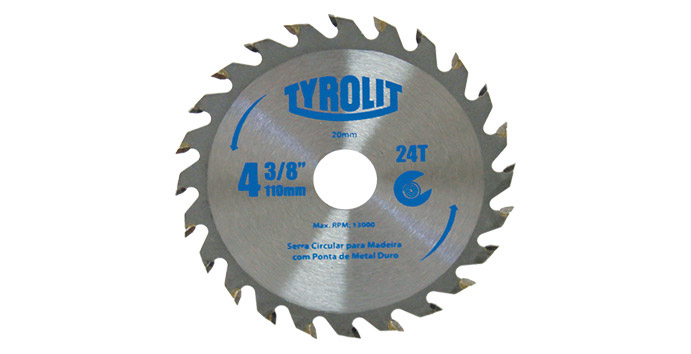 TYROLIT
20mm
4 3/8"
110mm
24T
Max. RPM: 13000
Serra Circular para Madeira
com Ponta de Metal Duro